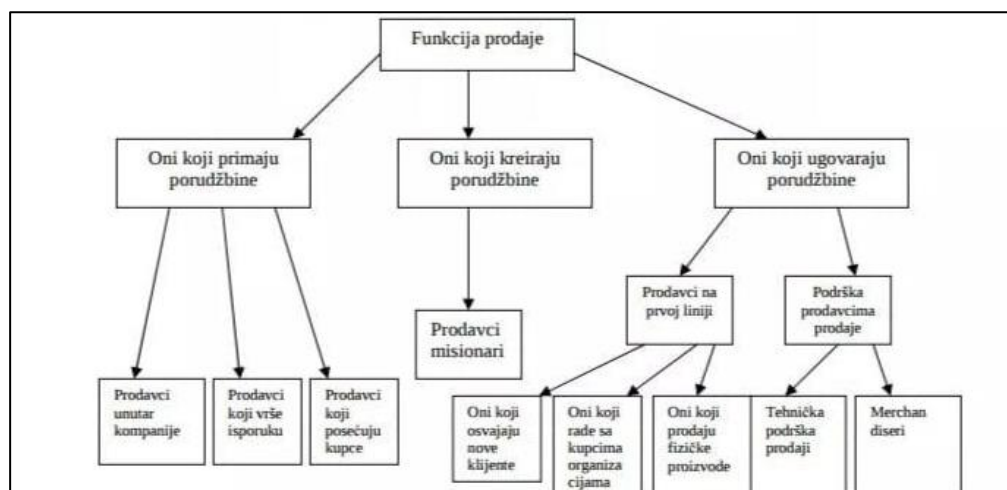 Funkcija prodaje
Oni koji primaju
porudžbine
Oni koji kreiraju
porudžbine
Oni koji ugovaraju
porudžbine
Prodavci na
prvoj liniji
Podrška
prodavcima
prodaje
Prodavci
misionari
Prodavci
unutar
kompanije
Prodavci
koji vrše
isporuku
Prodavci
koji
posećuju
kupce
Oni koji
osvajaju
nove
klijente
Oni koji
rade sa
kupcima
organiza
cijama
Oni koji
prodaju
fizičke
proizvode
Tehnička
podrška
prodaji
Merchan
diseri